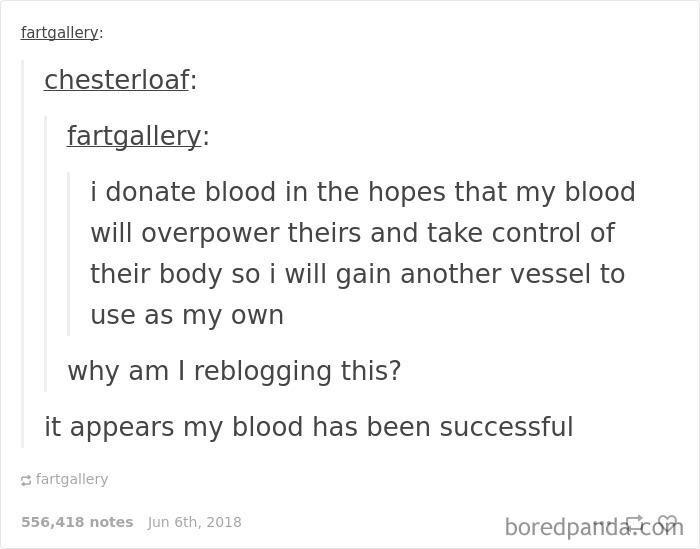 fartgallery:
chesterloaf:
fartgallery:
i donate blood in the hopes that my blood
will overpower theirs and take control of
their body so i will gain another vessel to
use as my own
why am I reblogging this?
it appears my blood has been successful
fartgallery
556,418 notes Jun 6th, 2018
boredpanda.com